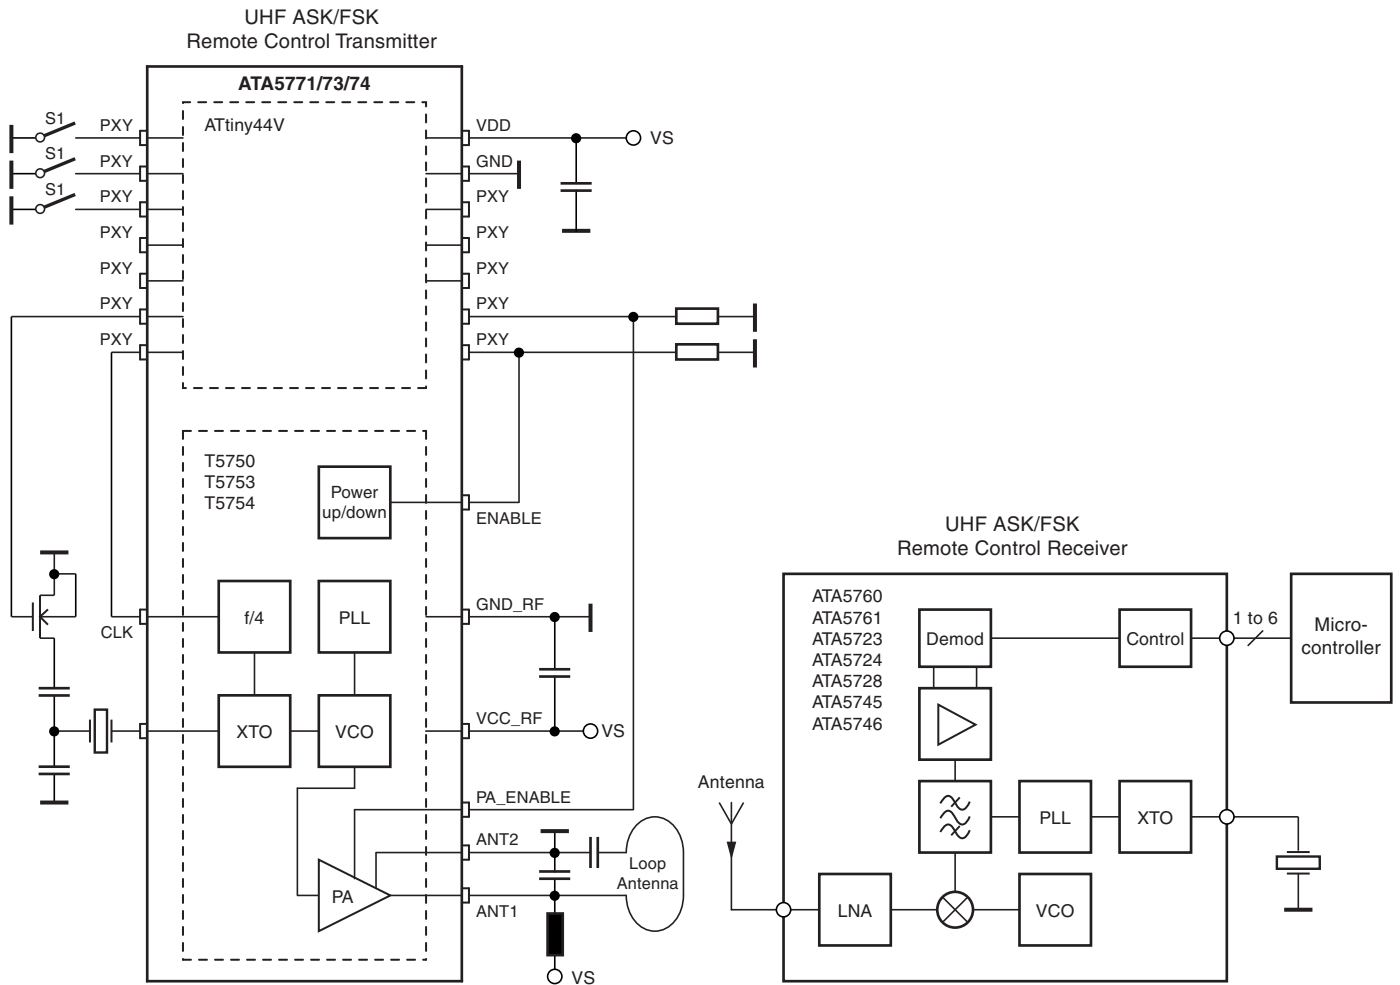 UHF ASK/FSK
Remote Control Transmitter
ATA5771/73/74
ATtiny44V
S1
PXY
S1
PXY
S1
PXY
PXY
PXY
PXY
PXY
VDD
VS
GND
PXY
PXY
PXY
PXY
PXY
T5750
T5753
T5754
Power
up/down
ENABLE
f/4
PLL
GND_RF
CLK
XTO
VCO
VCC_RF
VS
PA_ENABLE
ANT2
Loop
Antenna
PA
ANT1
VS
UHF ASK/FSK
Remote Control Receiver
ATA5760
ATA5761
ATA5723
ATA5724
ATA5728
ATA5745
ATA5746
Demod
Control
1 to 6
Micro-
controller
Antenna
PLL
XTO
LNA
VCO